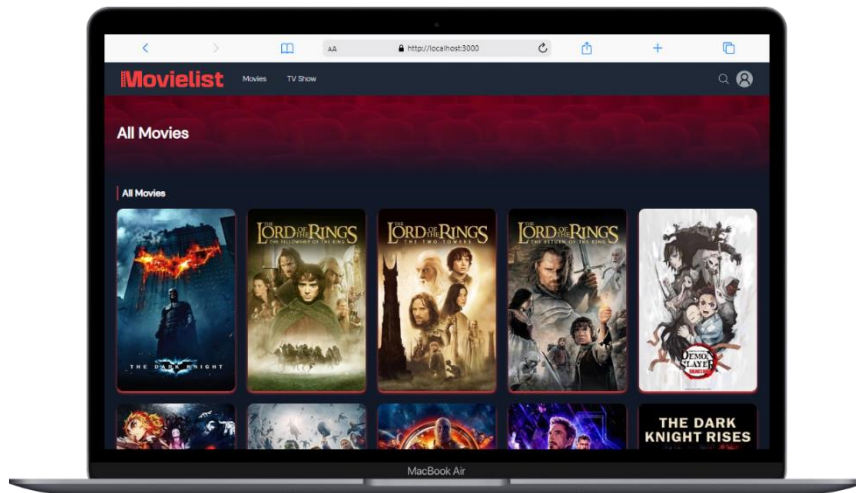 AA
http://localhost:3000
Movielist
Movies
TV Show
All Movies
All Movies
THE DARK KNIGHT
THE
LORD OF THE RINGS
THE FELLOWSHIP OF THE RING
THE
LORD OF THE RINGS
THE TWO TOWERS
THE
LORD OF THE RINGS
THE RETURN OF THE KING
DEMON
SLAYER
THE DARK
KNIGHT RISES
MacBook Air